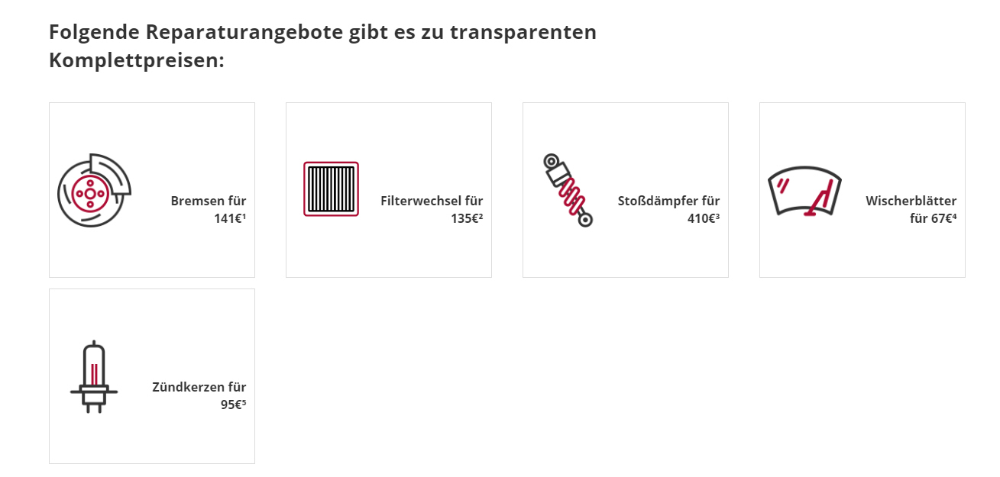 Folgende Reparaturangebote gibt es zu transparenten
Komplettpreisen:
Bremsen für
141€¹
Filterwechsel für
135€²
Stoßdämpfer für
410€³
Wischerblätter
für 67€⁴
Zündkerzen für
95€⁵